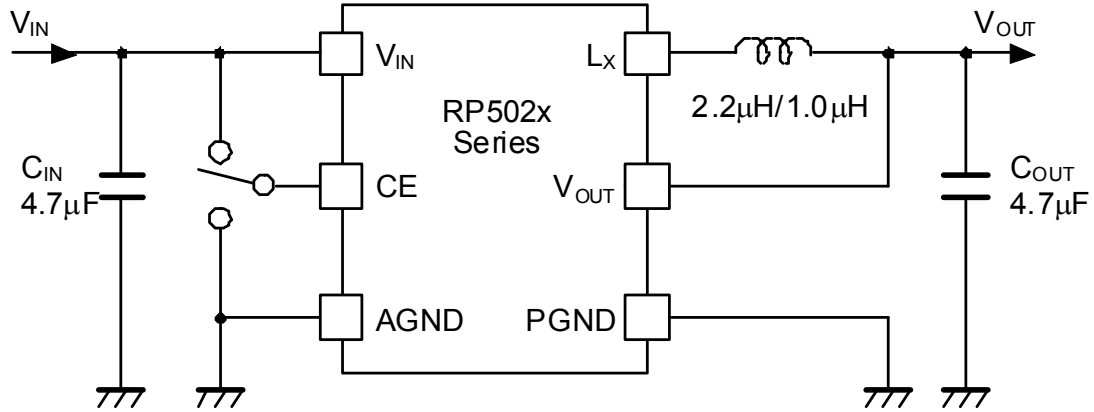 VIN
VOUT
VIN
LX
RP502x
Series
2.2μH/1.0μH
CIN
4.7μF
CE
VOUT
COUT
4.7μF
AGND
PGND